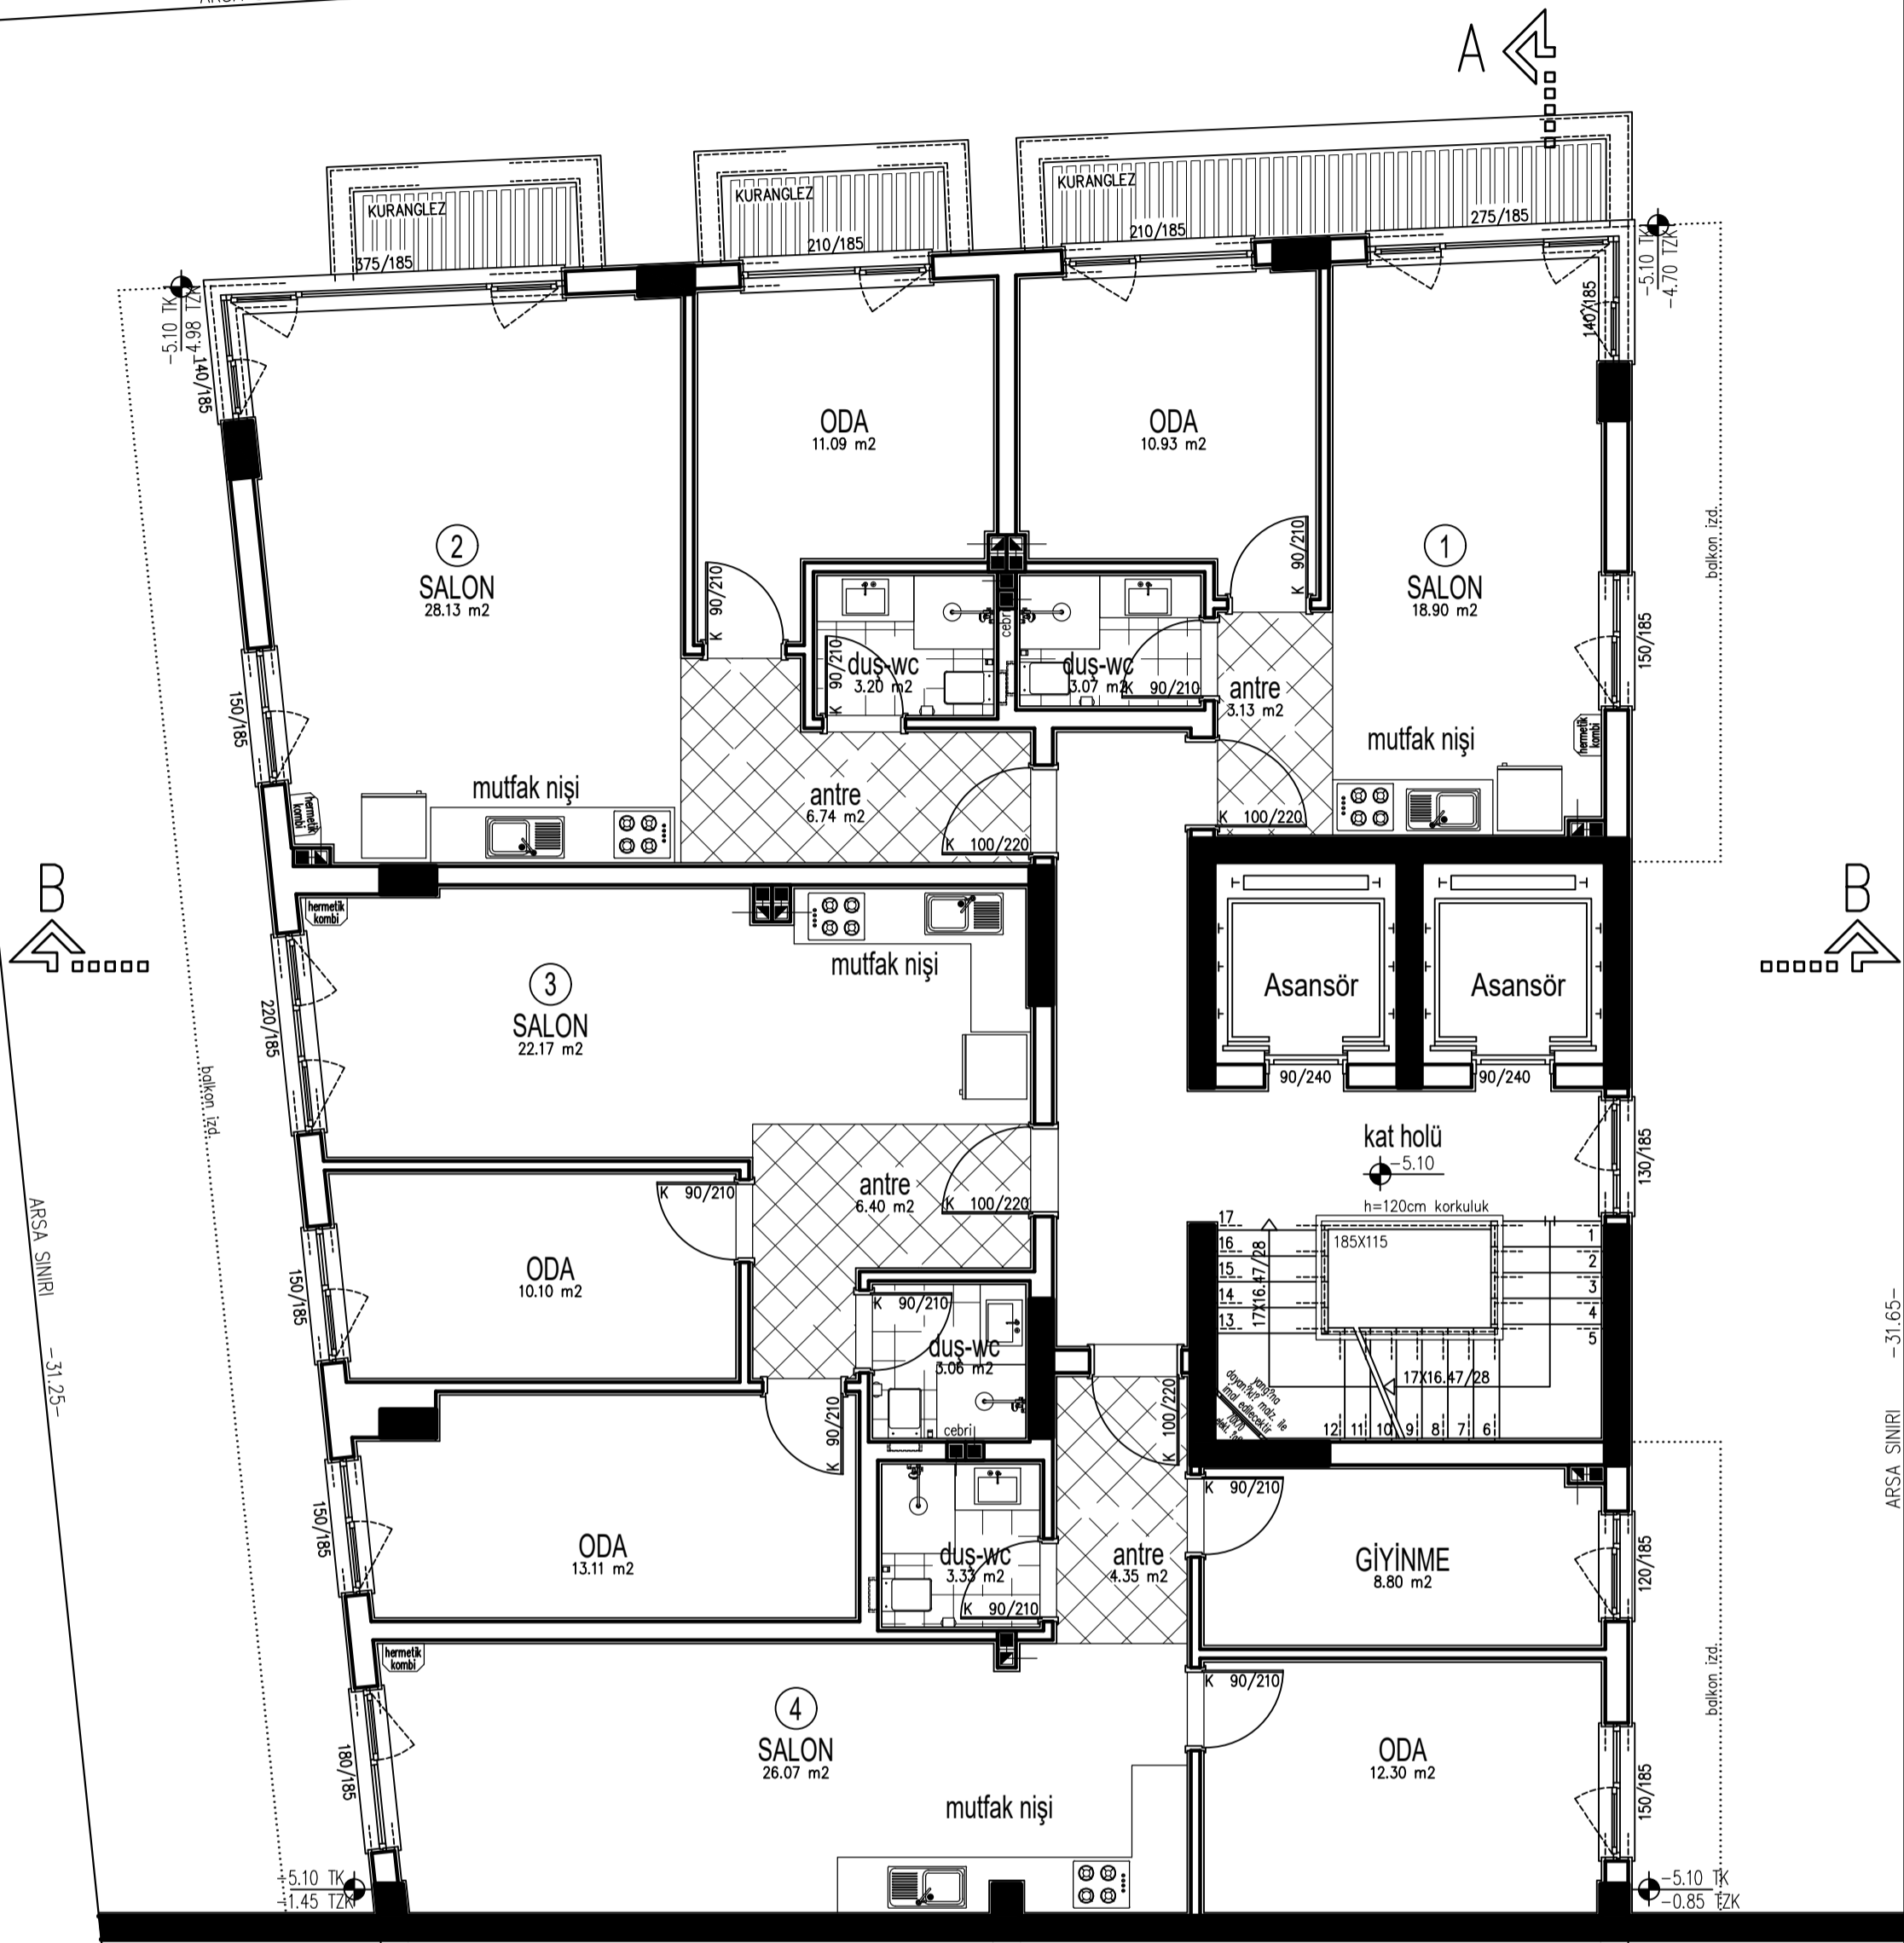 A
KURANGLEZ
KURANGLEZ
KURANGLEZ
375/185
210/185
210/185
275/185
-5.10 TK
-4.98 TZK
-5.10 TK
-4.70 TZK
140/185
140/185
ODA
11.09 m2
ODA
10.93 m2
2
SALON
28.13 m2
1
SALON
18.90 m2
balkon izd.
K 90/210
K 90/210
K 90/210
cebri
duş-wc
3.20 m2
duş-wc
3.07 m2
K 90/210
antre
3.13 m2
150/185
150/185
mutfak nişi
hermetik
kombi
mutfak nişi
hermetik
kombi
antre
6.74 m2
K 100/220
K 100/220
B
B
hermetik
kombi
mutfak nişi
3
SALON
22.17 m2
220/185
Asansör
Asansör
90/240
90/240
balkon izd.
kat holü
-5.10
130/185
h=120cm korkuluk
antre
6.40 m2
K 90/210
K 100/220
ODA
10.10 m2
150/185
ARSA SINIRI -31.25-
185X115
17X16.47/28
17
16
15
14
13
1
2
3
4
5
17X16.47/28
12
11
10
9
8
7
6
yang?na
dayan?kl? malz. ile
imal edilecektir
70X70
K 90/210
duş-wc
3.06 m2
cebri
K 90/210
K 100/220
ARSA SINIRI -31.65-
150/185
ODA
13.11 m2
duş-wc
3.33 m2
K 90/210
antre
4.35 m2
K 90/210
GİYİNME
8.80 m2
120/185
hermetik
kombi
K 90/210
balkon izd.
4
SALON
26.07 m2
mutfak nişi
180/185
ODA
12.30 m2
150/185
-5.10 TK
-1.45 TZK
-5.10 TK
-0.85 TZK